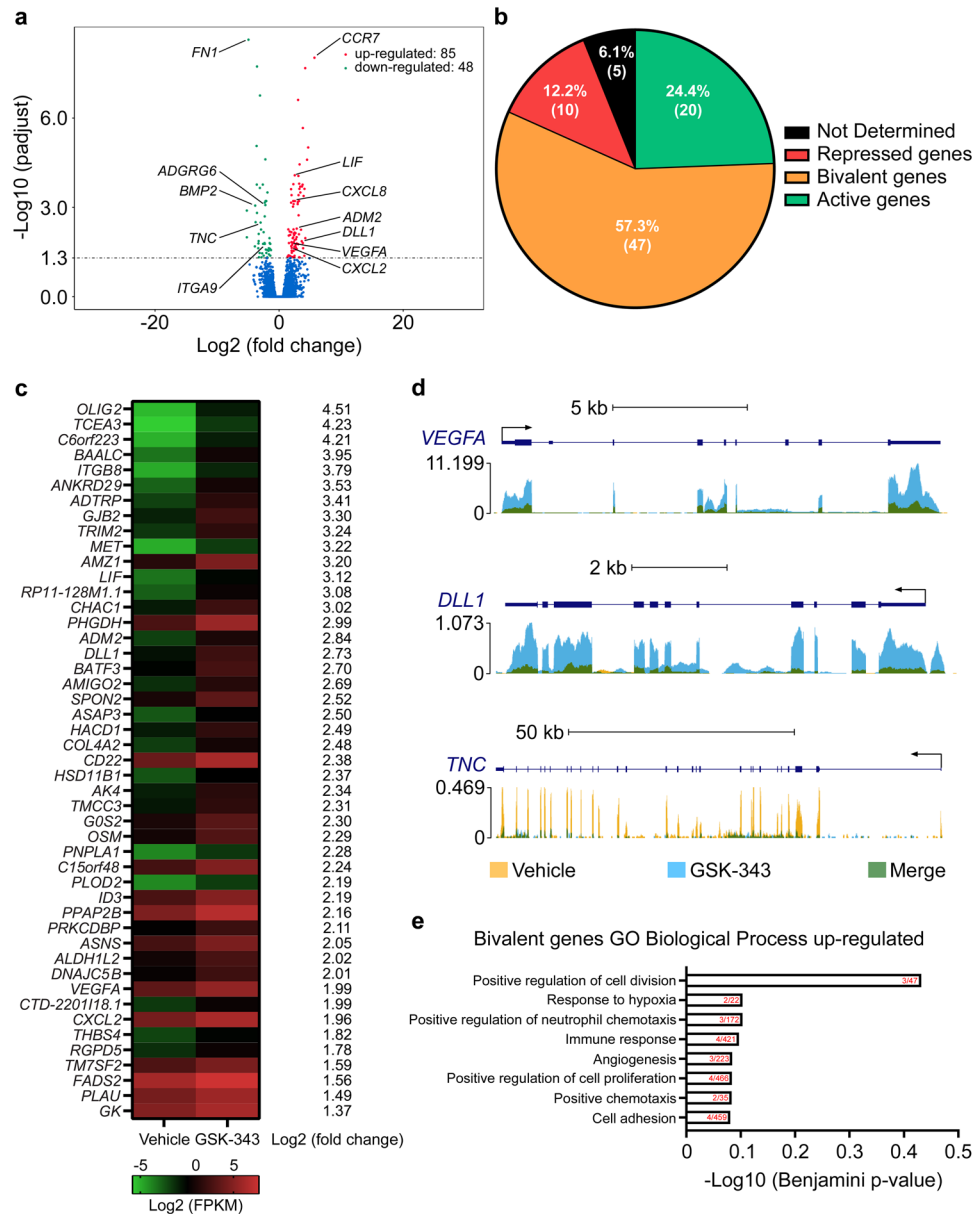 a
CCR7
FN1
up-regulated: 85
down-regulated: 48
6.0
LIF
ADGRG6
CXCL8
BMP2
3.0
ADM2
TNC
DLL1
VEGFA
1.3
CXCL2
ITGA9
0.0
-20
0
20
-Log10 (padjust)
Log2 (fold change)
b
6.1%
(5)
12.2%
(10)
24.4%
(20)
57.3%
(47)
Not Determined
Repressed genes
Bivalent genes
Active genes
c
OLIG2 4.51
TCEA3 4.23
C6orf223 4.21
BAALC 3.95
ITGB8 3.79
ANKRD29 3.53
ADTRP 3.41
GJB2 3.30
TRIM2 3.24
MET 3.22
AMZ1 3.20
LIF 3.12
RP11-128M1.1 3.08
CHAC1 3.02
PHGDH 2.99
ADM2 2.84
DLL1 2.73
BATF3 2.70
AMIGO2 2.69
SPON2 2.52
ASAP3 2.50
HACD1 2.49
COL4A2 2.48
CD22 2.38
HSD11B1 2.37
AK4 2.34
TMCC3 2.31
G0S2 2.30
OSM 2.29
PNPLA1 2.28
C15orf48 2.24
PLOD2 2.19
ID3 2.19
PPAP2B 2.16
PRKCDBP 2.11
ASNS 2.05
ALDH1L2 2.02
DNAJC5B 2.01
VEGFA 1.99
CTD-2201I18.1 1.99
CXCL2 1.96
THBS4 1.82
RGPD5 1.78
TM7SF2 1.59
FADS2 1.56
PLAU 1.49
GK 1.37
Vehicle GSK-343 Log2 (fold change)
-5 0 5
Log2 (FPKM)
d
5 kb
VEGFA
11.199
0
2 kb
DLL1
1.073
0
50 kb
TNC
0.469
0
Vehicle GSK-343 Merge
e
Bivalent genes GO Biological Process up-regulated
Positive regulation of cell division 3/47
Response to hypoxia 2/22
Positive regulation of neutrophil chemotaxis 3/172
Immune response 4/421
Angiogenesis 3/223
Positive regulation of cell proliferation 4/466
Positive chemotaxis 2/35
Cell adhesion 4/459
0 0.1 0.2 0.3 0.4 0.5
-Log10 (Benjamini p-value)